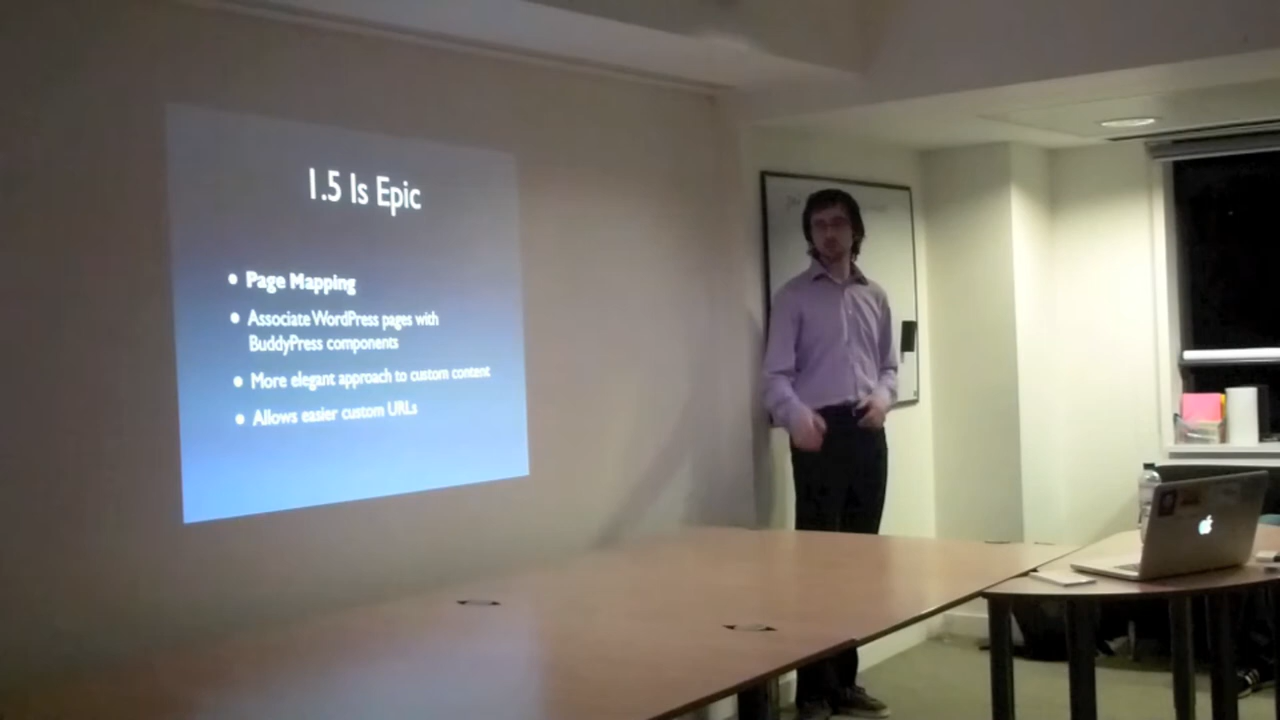 1.5 Is Epic
• Page Mapping
• Associate WordPress pages with
BuddyPress components
• More elegant approach to custom content
• Allows easier custom URLs